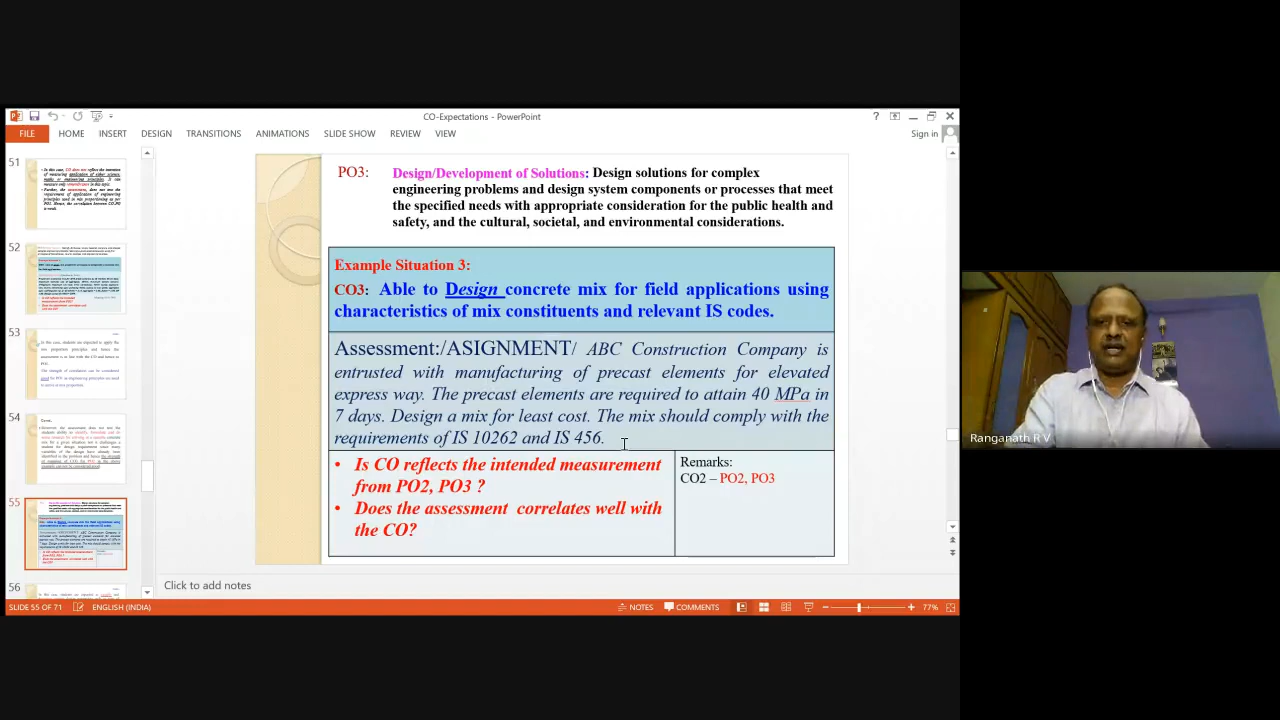 CO-Expectations - PowerPoint
FILE HOME INSERT DESIGN TRANSITIONS ANIMATIONS SLIDE SHOW REVIEW VIEW
Sign in
51
52
53
54
55
56
PO3: Design/Development of Solutions: Design solutions for complex
engineering problems and design system components or processes that meet
the specified needs with appropriate consideration for the public health and
safety, and the cultural, societal, and environmental considerations.
Example Situation 3:
CO3: Able to Design concrete mix for field application using
characteristics of mix constituents and relevant IS codes.
Assessment:/ASIGNMENT/ ABC Construction Company is
entrusted with manufacturing of precast elements for elevated
express way. The precast elements are required to attain 40 MPa in
7 days. Design a mix for least cost. The mix should comply with the
requirements of IS 10262 and IS 456.
• Is CO reflects the intended measurement
from PO2, PO3 ?
• Does the assessment correlates well with
the CO?
Remarks:
CO2 – PO2, PO3
Click to add notes
SLIDE 55 OF 71 ENGLISH (INDIA) NOTES COMMENTS 77%
Ranganath R V